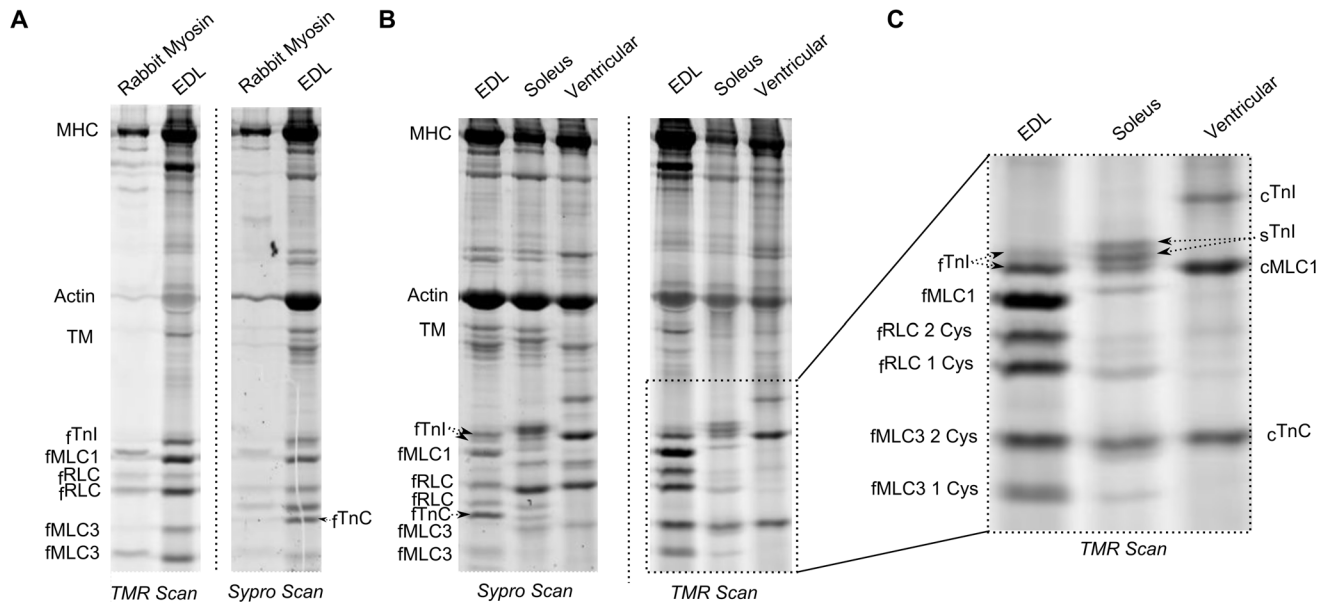 A
B
C
Rabbit Myosin
EDL
Rabbit Myosin
EDL
EDL
Soleus
Ventricular
EDL
Soleus
Ventricular
EDL
Soleus
Ventricular
MHC
Actin
TM
fTnI
fMLC1
fRLC
fRLC
fMLC3
fMLC3
fTnC
TMR Scan
Sypro Scan
MHC
Actin
TM
fTnI
fMLC1
fRLC
fRLC
fTnC
fMLC3
fMLC3
Sypro Scan
TMR Scan
fTnI
fMLC1
fRLC 2 Cys
fRLC 1 Cys
fMLC3 2 Cys
fMLC3 1 Cys
cTnI
sTnI
cMLC1
cTnC
TMR Scan